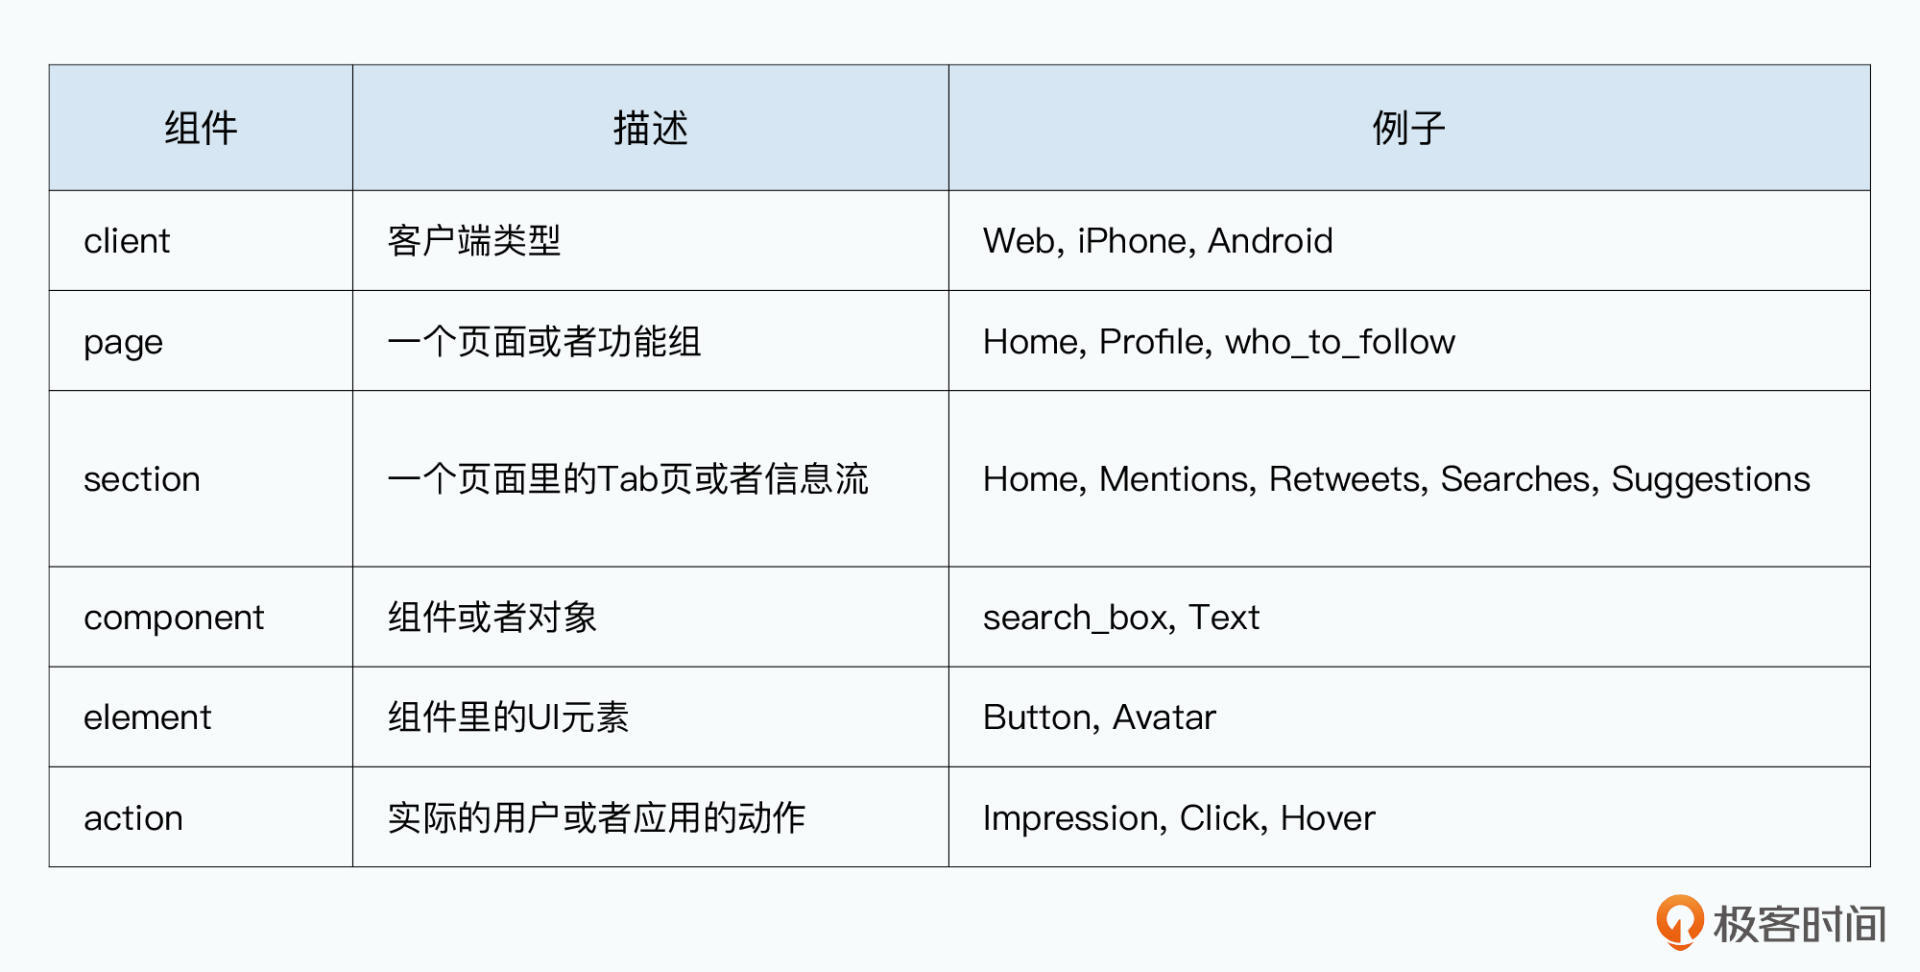 组件 描述 例子
client 客户端类型 Web, iPhone, Android
page 一个页面或者功能组 Home, Profile, who_to_follow
section 一个页面里的Tab页或者信息流 Home, Mentions, Retweets, Searches, Suggestions
component 组件或者对象 search_box, Text
element 组件里的UI元素 Button, Avatar
action 实际的用户或者应用的动作 Impression, Click, Hover
极客时间